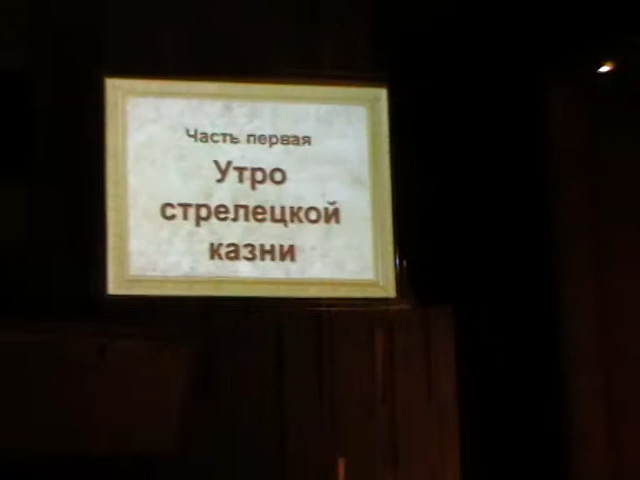 Часть первая
Утро
стрелецкой
казни